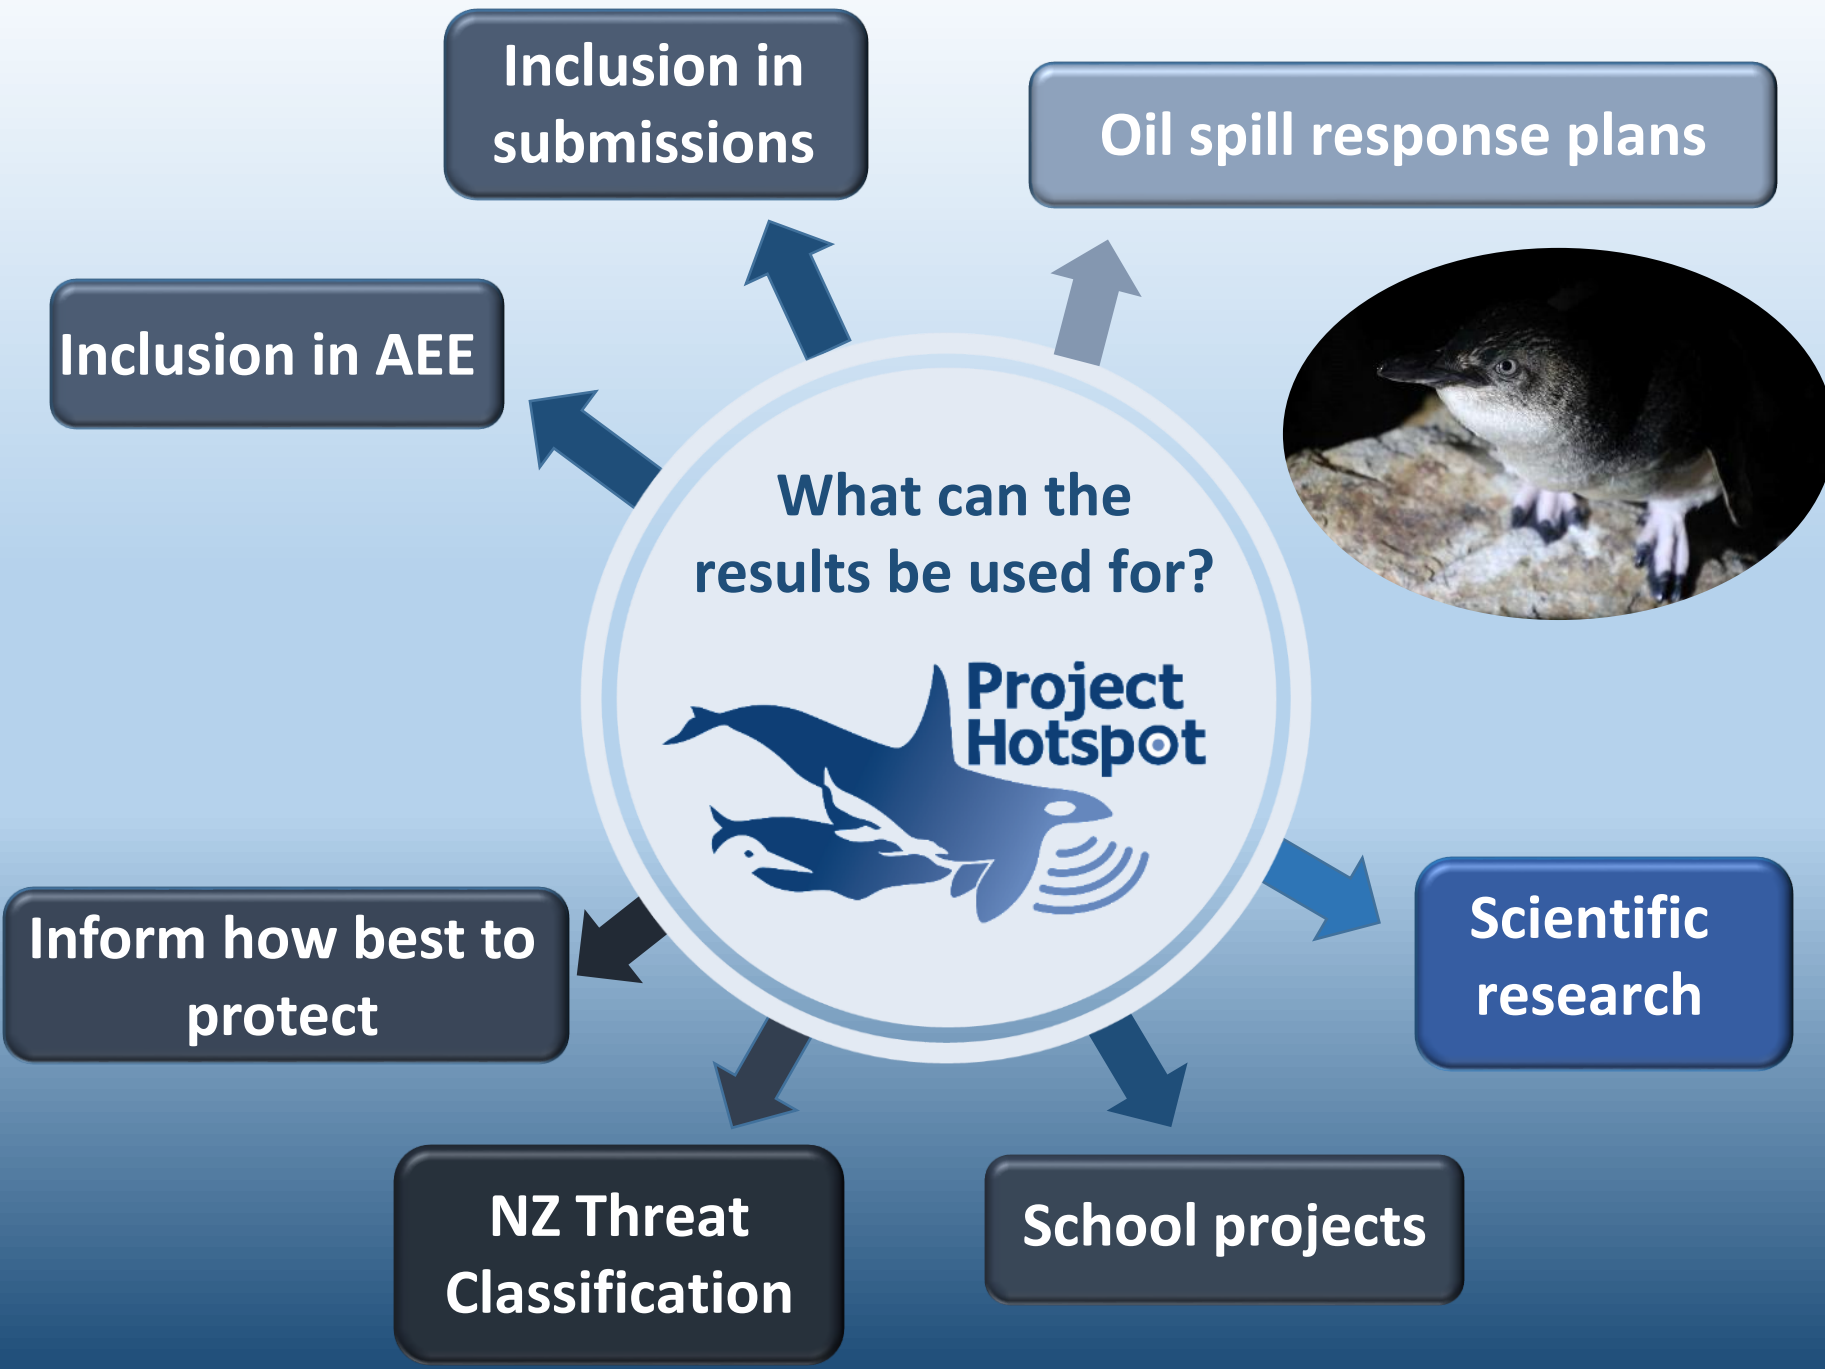 Inclusion in
submissions
Oil spill response plans
Inclusion in AEE
What can the
results be used for?
Project
Hotspot
Inform how best to
protect
Scientific
research
NZ Threat
Classification
School projects